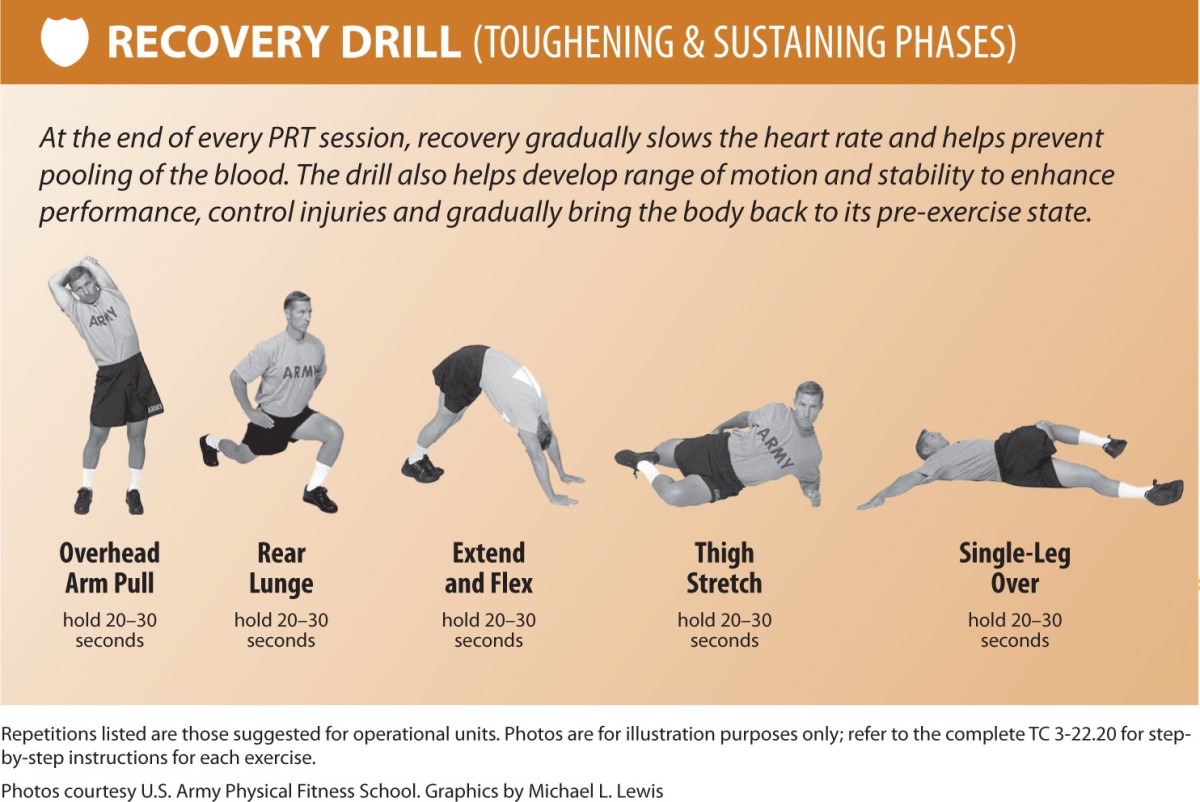 RECOVERY DRILL (TOUGHENING & SUSTAINING PHASES)
At the end of every PRT session, recovery gradually slows the heart rate and helps prevent
pooling of the blood. The drill also helps develop range of motion and stability to enhance
performance, control injuries and gradually bring the body back to its pre-exercise state.
ARMY
ARMY
ARMY
ARMY
Overhead
Arm Pull
hold 20–30
seconds
Rear
Lunge
hold 20–30
seconds
Extend
and Flex
hold 20–30
seconds
Thigh
Stretch
hold 20–30
seconds
Single-Leg
Over
hold 20–30
seconds
Repetitions listed are those suggested for operational units. Photos are for illustration purposes only; refer to the complete TC 3-22.20 for step-
by-step instructions for each exercise.
Photos courtesy U.S. Army Physical Fitness School. Graphics by Michael L. Lewis